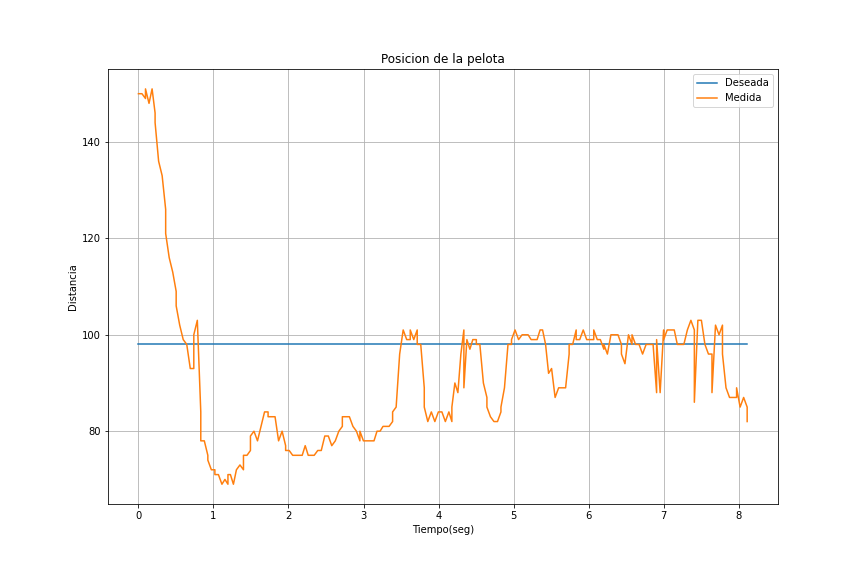 Posicion de la pelota
Deseada
Medida
Distancia
140
120
100
80
0 1 2 3 4 5 6 7 8
Tiempo(seg)